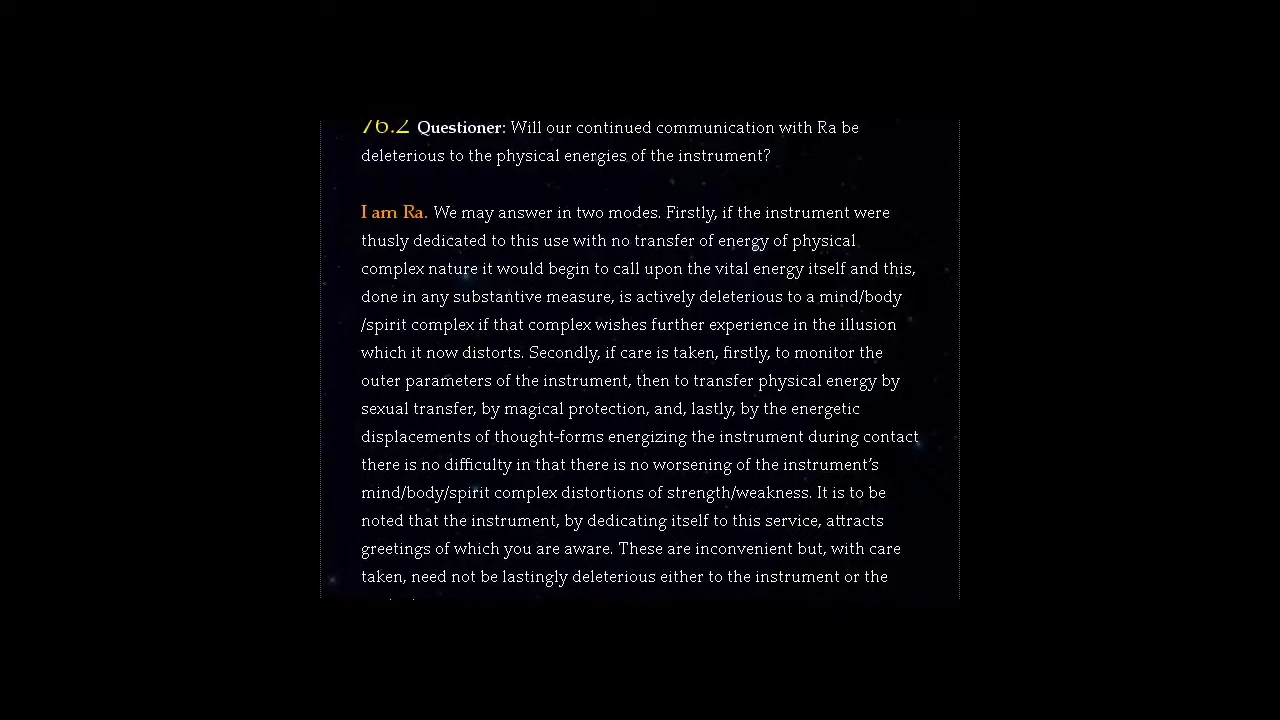 76.2 Questioner: Will our continued communication with Ra be
deleterious to the physical energies of the instrument?
I am Ra. We may answer in two modes. Firstly, if the instrument were
thusly dedicated to this use with no transfer of energy of physical
complex nature it would begin to call upon the vital energy itself and this,
done in any substantive measure, is actively deleterious to a mind/body
/spirit complex if that complex wishes further experience in the illusion
which it now distorts. Secondly, if care is taken, firstly, to monitor the
outer parameters of the instrument, then to transfer physical energy by
sexual transfer, by magical protection, and, lastly, by the energetic
displacements of thought-forms energizing the instrument during contact
there is no difficulty in that there is no worsening of the instrument's
mind/body/spirit complex distortions of strength/weakness. It is to be
noted that the instrument, by dedicating itself to this service, attracts
greetings of which you are aware. These are inconvenient but, with care
taken, need not be lastingly deleterious either to the instrument or the